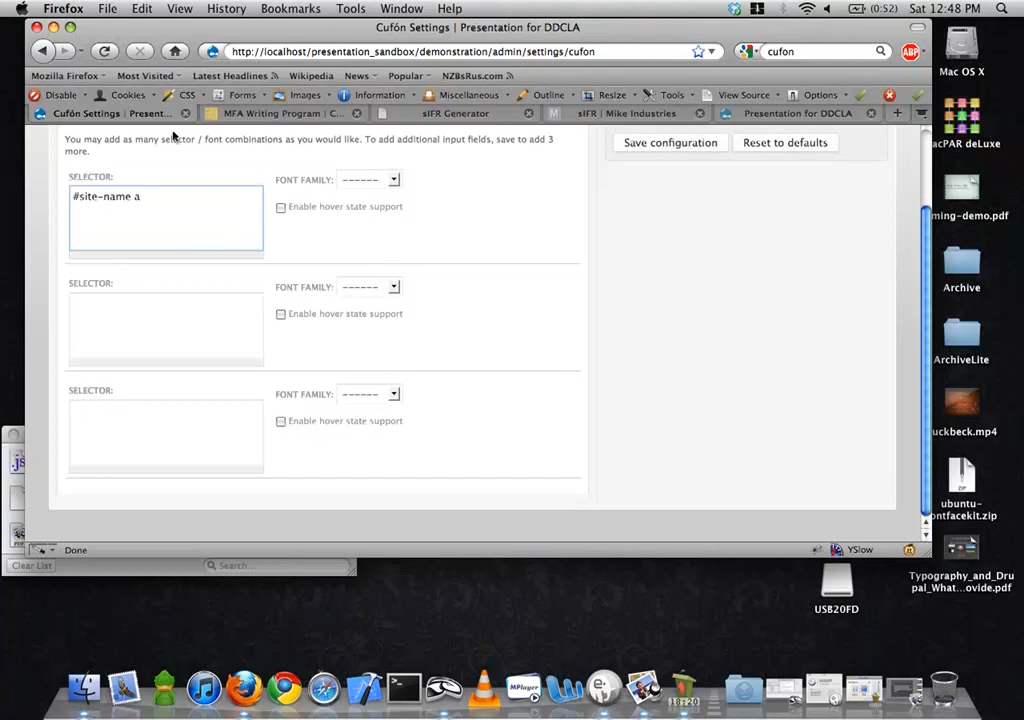 Firefox File Edit View History Bookmarks Tools Window Help (0:52) Sat 12:48 PM
Cufón Settings | Presentation for DDCLA
http://localhost/presentation_sandbox/demonstration/admin/settings/cufon
cufon
ABP
Mozilla Firefox Most Visited Latest Headlines Wikipedia News Popular NZBsRus.com
Disable Cookies CSS Forms Images Information Miscellaneous Outline Resize Tools View Source Options
Cufón Settings | Present... MFA Writing Program | C... sIFR Generator sIFR | Mike Industries Presentation for DDCLA
You may add as many selector / font combinations as you would like. To add additional input fields, save to add 3
more.
Save configuration Reset to defaults
SELECTOR:
#site-name a
FONT FAMILY: ------
Enable hover state support
SELECTOR:
FONT FAMILY: ------
Enable hover state support
SELECTOR:
FONT FAMILY: ------
Enable hover state support
Done
YSlow
Clear List
Search...
Mac OS X
acPAR deLuxe
ming-demo.pdf
Archive
ArchiveLite
uckbeck.mp4
ZIP
ubuntu-
ontfacekit.zip
Typography_and_Dru
pal_What...ovide.pdf
USB20FD
MPlayer
18:20